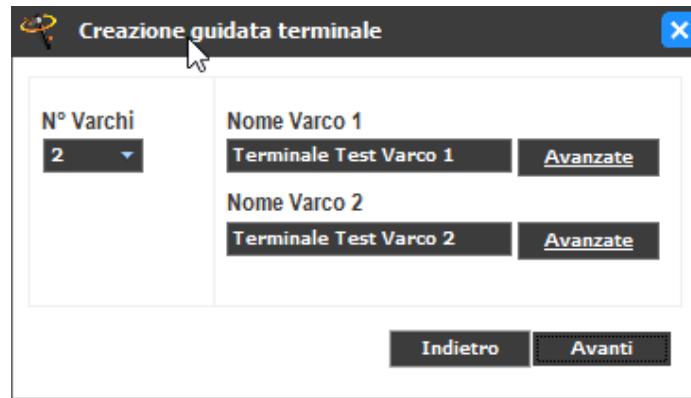 Creazione guidata terminale
N° Varchi
2
Nome Varco 1
Terminale Test Varco 1 Avanzate
Nome Varco 2
Terminale Test Varco 2 Avanzate
Indietro Avanti